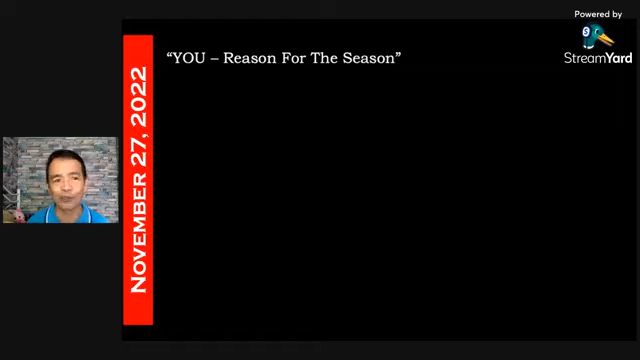 Powered by
S
StreamYard
“YOU – Reason For The Season”
November 27, 2022